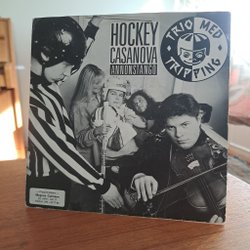 HOCKEY
CASANOVA
ANNONSTANGO
TRIO MED
TRIPPING